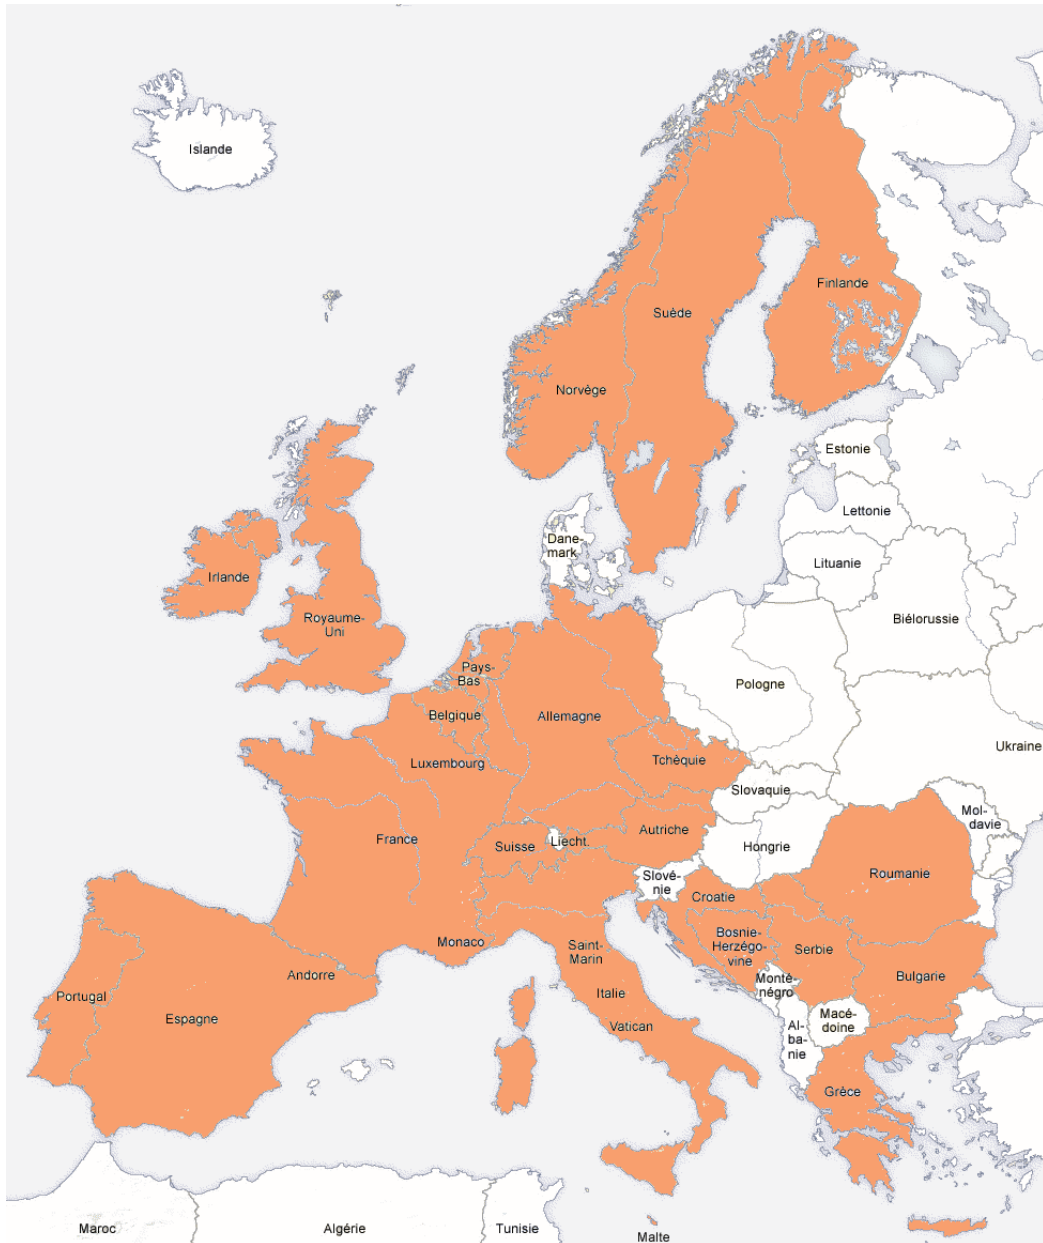 Islande
Finlande
Suède
Norvège
Estonie
Lettonie
Dane-
mark
Lituanie
Irlande
Royaume-
Uni
Biélorussie
Pays-
Bas
Pologne
Belgique
Allemagne
Ukraine
Tchéquie
Luxembourg
Slovaquie
Mol-
davie
Autriche
France
Suisse
Liecht.
Hongrie
Slové-
nie
Roumanie
Croatie
Bosnie-
Herzégo-
vine
Monaco
Saint-
Marin
Serbie
Andorre
Bulgarie
Monté-
négro
Portugal
Italie
Espagne
Vatican
Macé-
doine
Al-
ba-
nie
Grèce
Maroc
Algérie
Tunisie
Malte